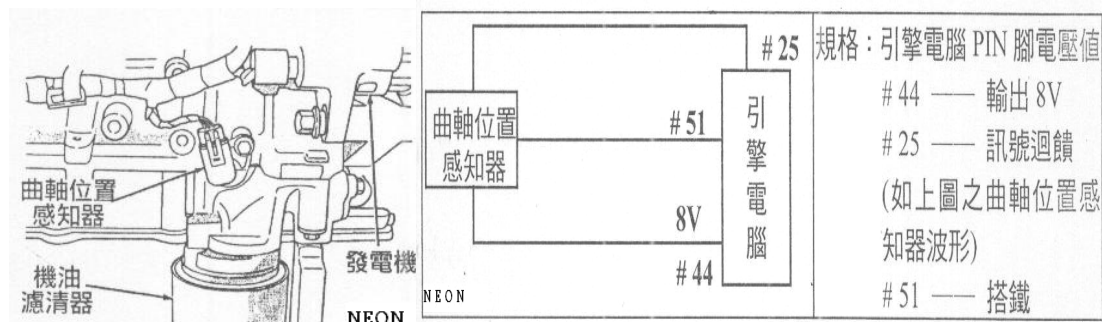 曲軸位置
感知器
機油
濾清器
發電機
NEON
曲軸位置
感知器
# 25
# 51
8V
# 44
引
擎
電
腦
NEON
規格：引擎電腦 PIN 腳電壓值
# 44 —— 輸出 8V
# 25 —— 訊號迴饋
(如上圖之曲軸位置感
知器波形)
# 51 —— 搭鐵